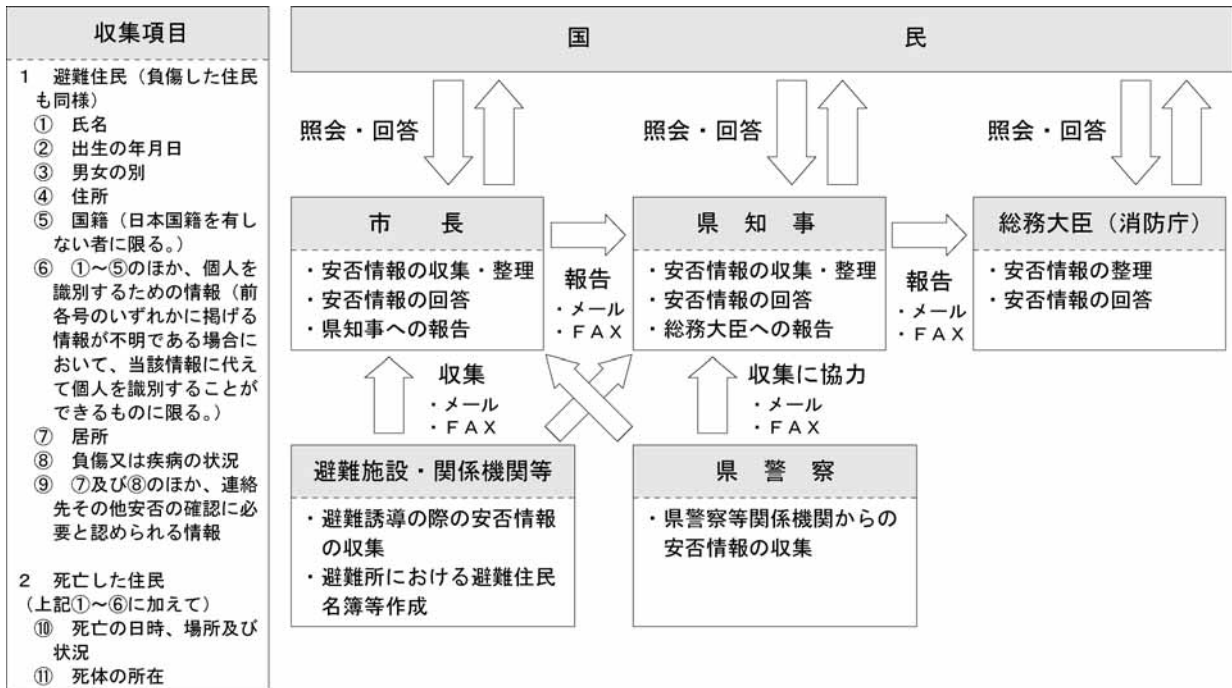 収集項目
1 避難住民（負傷した住民
も同様）
① 氏名
② 出生の年月日
③ 男女の別
④ 住所
⑤ 国籍（日本国籍を有し
ない者に限る。）
⑥ ①～⑤のほか、個人を
識別するための情報（前
各号のいずれかに掲げる
情報が不明である場合に
おいて、当該情報に代え
て個人を識別することが
できるものに限る。）
⑦ 居所
⑧ 負傷又は疾病の状況
⑨ ⑦及び⑧のほか、連絡
先その他安否の確認に必
要と認められる情報
2 死亡した住民
（上記①～⑥に加えて）
⑩ 死亡の日時、場所及び
状況
⑪ 死体の所在
国 民
照会・回答
照会・回答
照会・回答
市 長
・安否情報の収集・整理
・安否情報の回答
・県知事への報告
報告
・メール
・ＦＡＸ
県 知 事
・安否情報の収集・整理
・安否情報の回答
・総務大臣への報告
報告
・メール
・ＦＡＸ
総務大臣（消防庁）
・安否情報の整理
・安否情報の回答
収集
・メール
・ＦＡＸ
収集に協力
・メール
・ＦＡＸ
避難施設・関係機関等
・避難誘導の際の安否情報
の収集
・避難所における避難住民
名簿等作成
県 警 察
・県警察等関係機関からの
安否情報の収集